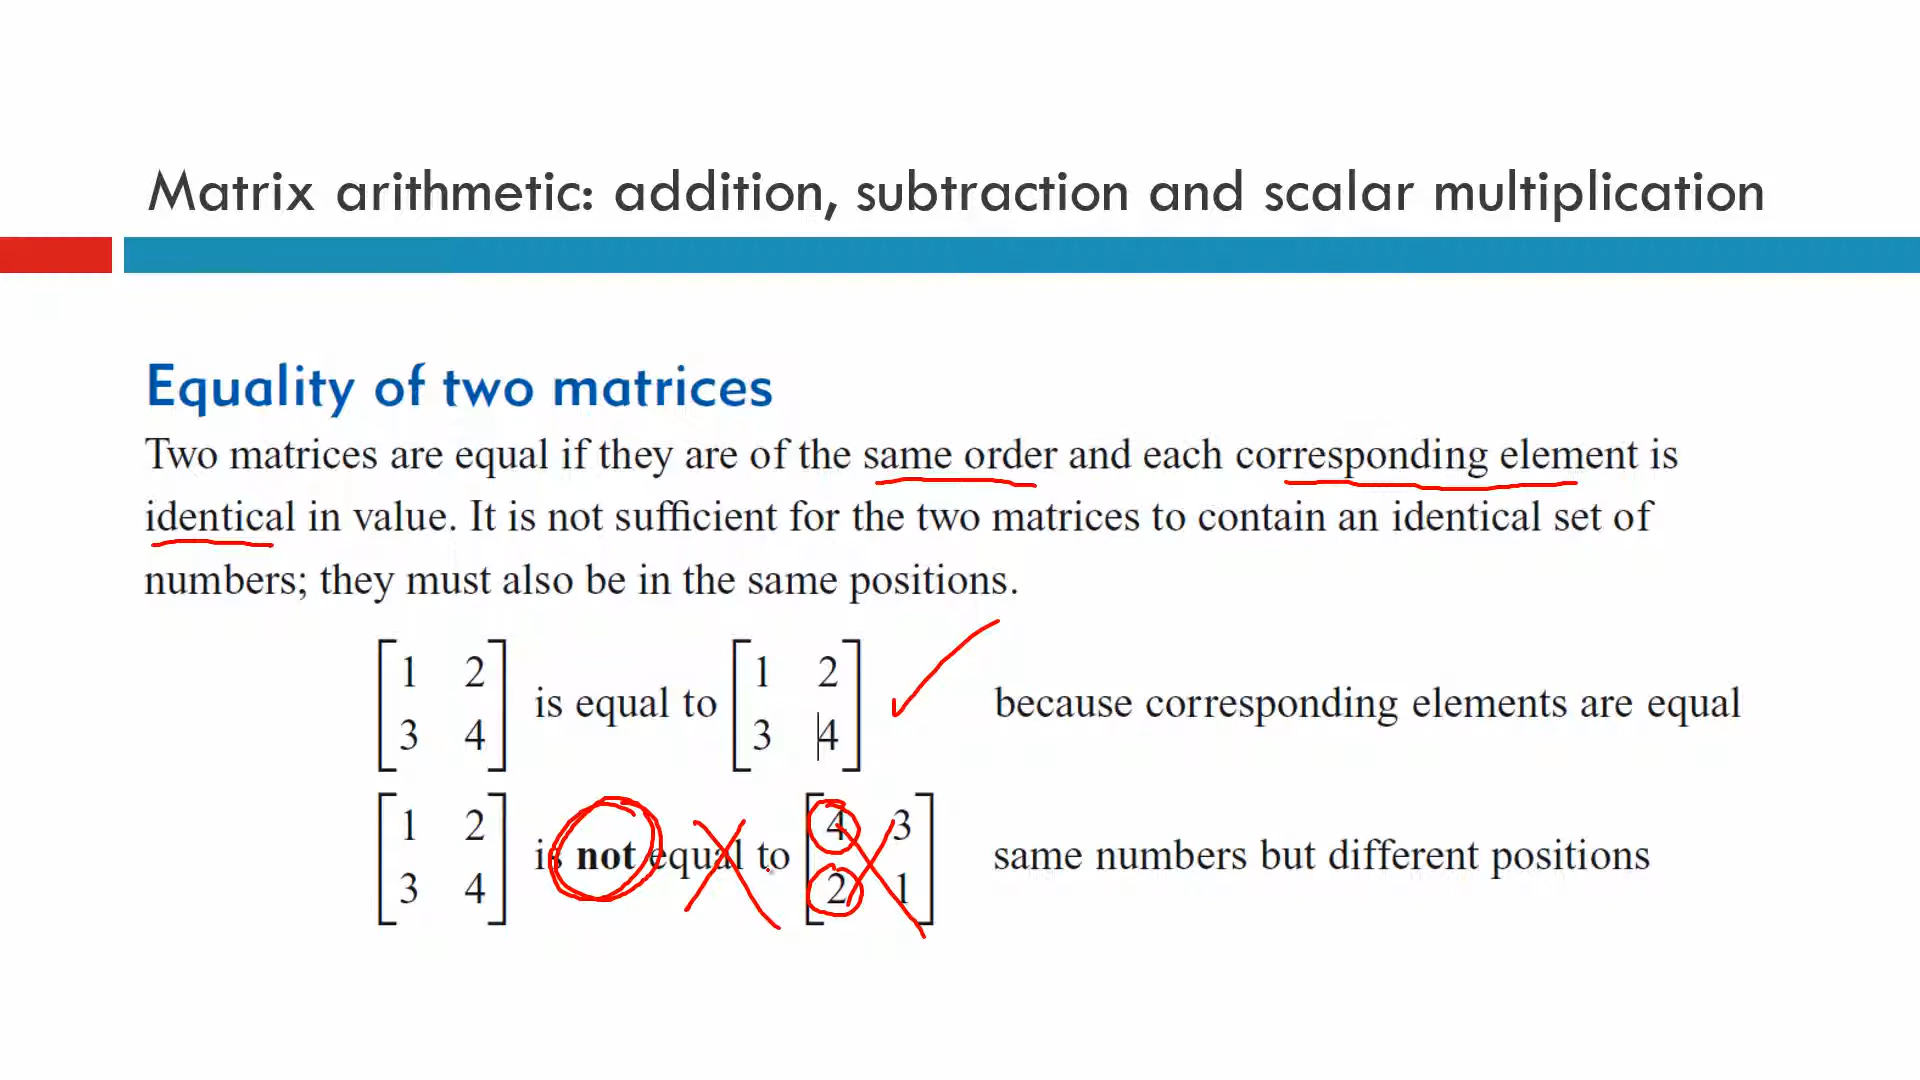 Matrix arithmetic: addition, subtraction and scalar multiplication
Equality of two matrices
Two matrices are equal if they are of the same order and each corresponding element is
identical in value. It is not sufficient for the two matrices to contain an identical set of
numbers; they must also be in the same positions.
1 2 1 2
is equal to because corresponding elements are equal
3 4 3 4
1 2 4 3
is not equal to same numbers but different positions
3 4 2 1